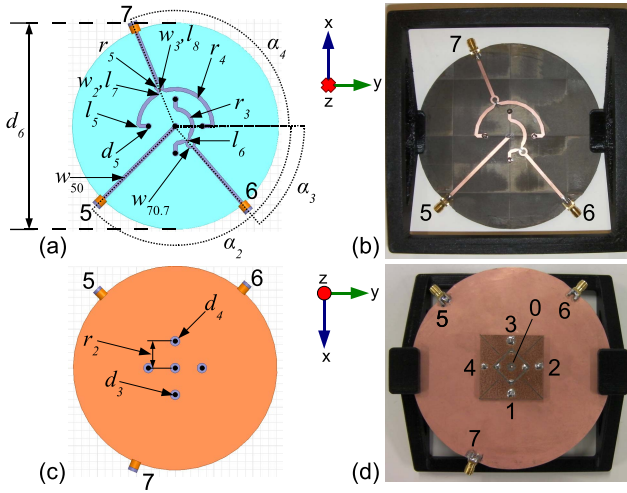 7
α4
r5
w3,l8
r4
w2,l7
r3
l5
d6
l6
d5
α3
w50
w70.7
5
6
α2
(a)
x
z
y
7
5
6
(b)
5
6
d4
r2
d3
7
(c)
z
y
x
0
5
6
3
4
2
1
7
(d)